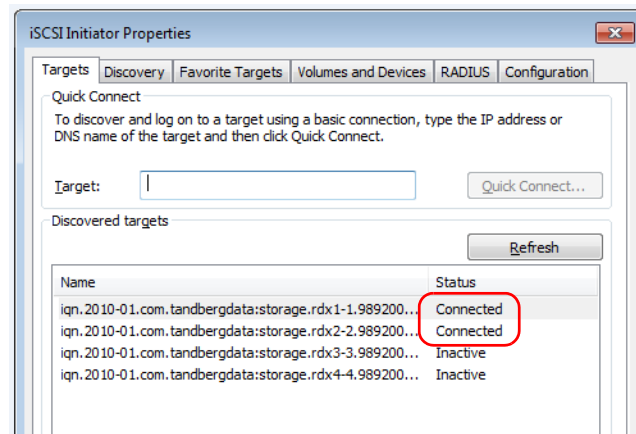 iSCSI Initiator Properties
Targets Discovery Favorite Targets Volumes and Devices RADIUS Configuration
Quick Connect
To discover and log on to a target using a basic connection, type the IP address or
DNS name of the target and then click Quick Connect.
Target: Quick Connect...
Discovered targets
Refresh
Name Status
iqn.2010-01.com.tandbergdata:storage.rdx1-1.989200... Connected
iqn.2010-01.com.tandbergdata:storage.rdx2-2.989200... Connected
iqn.2010-01.com.tandbergdata:storage.rdx3-3.989200... Inactive
iqn.2010-01.com.tandbergdata:storage.rdx4-4.989200... Inactive